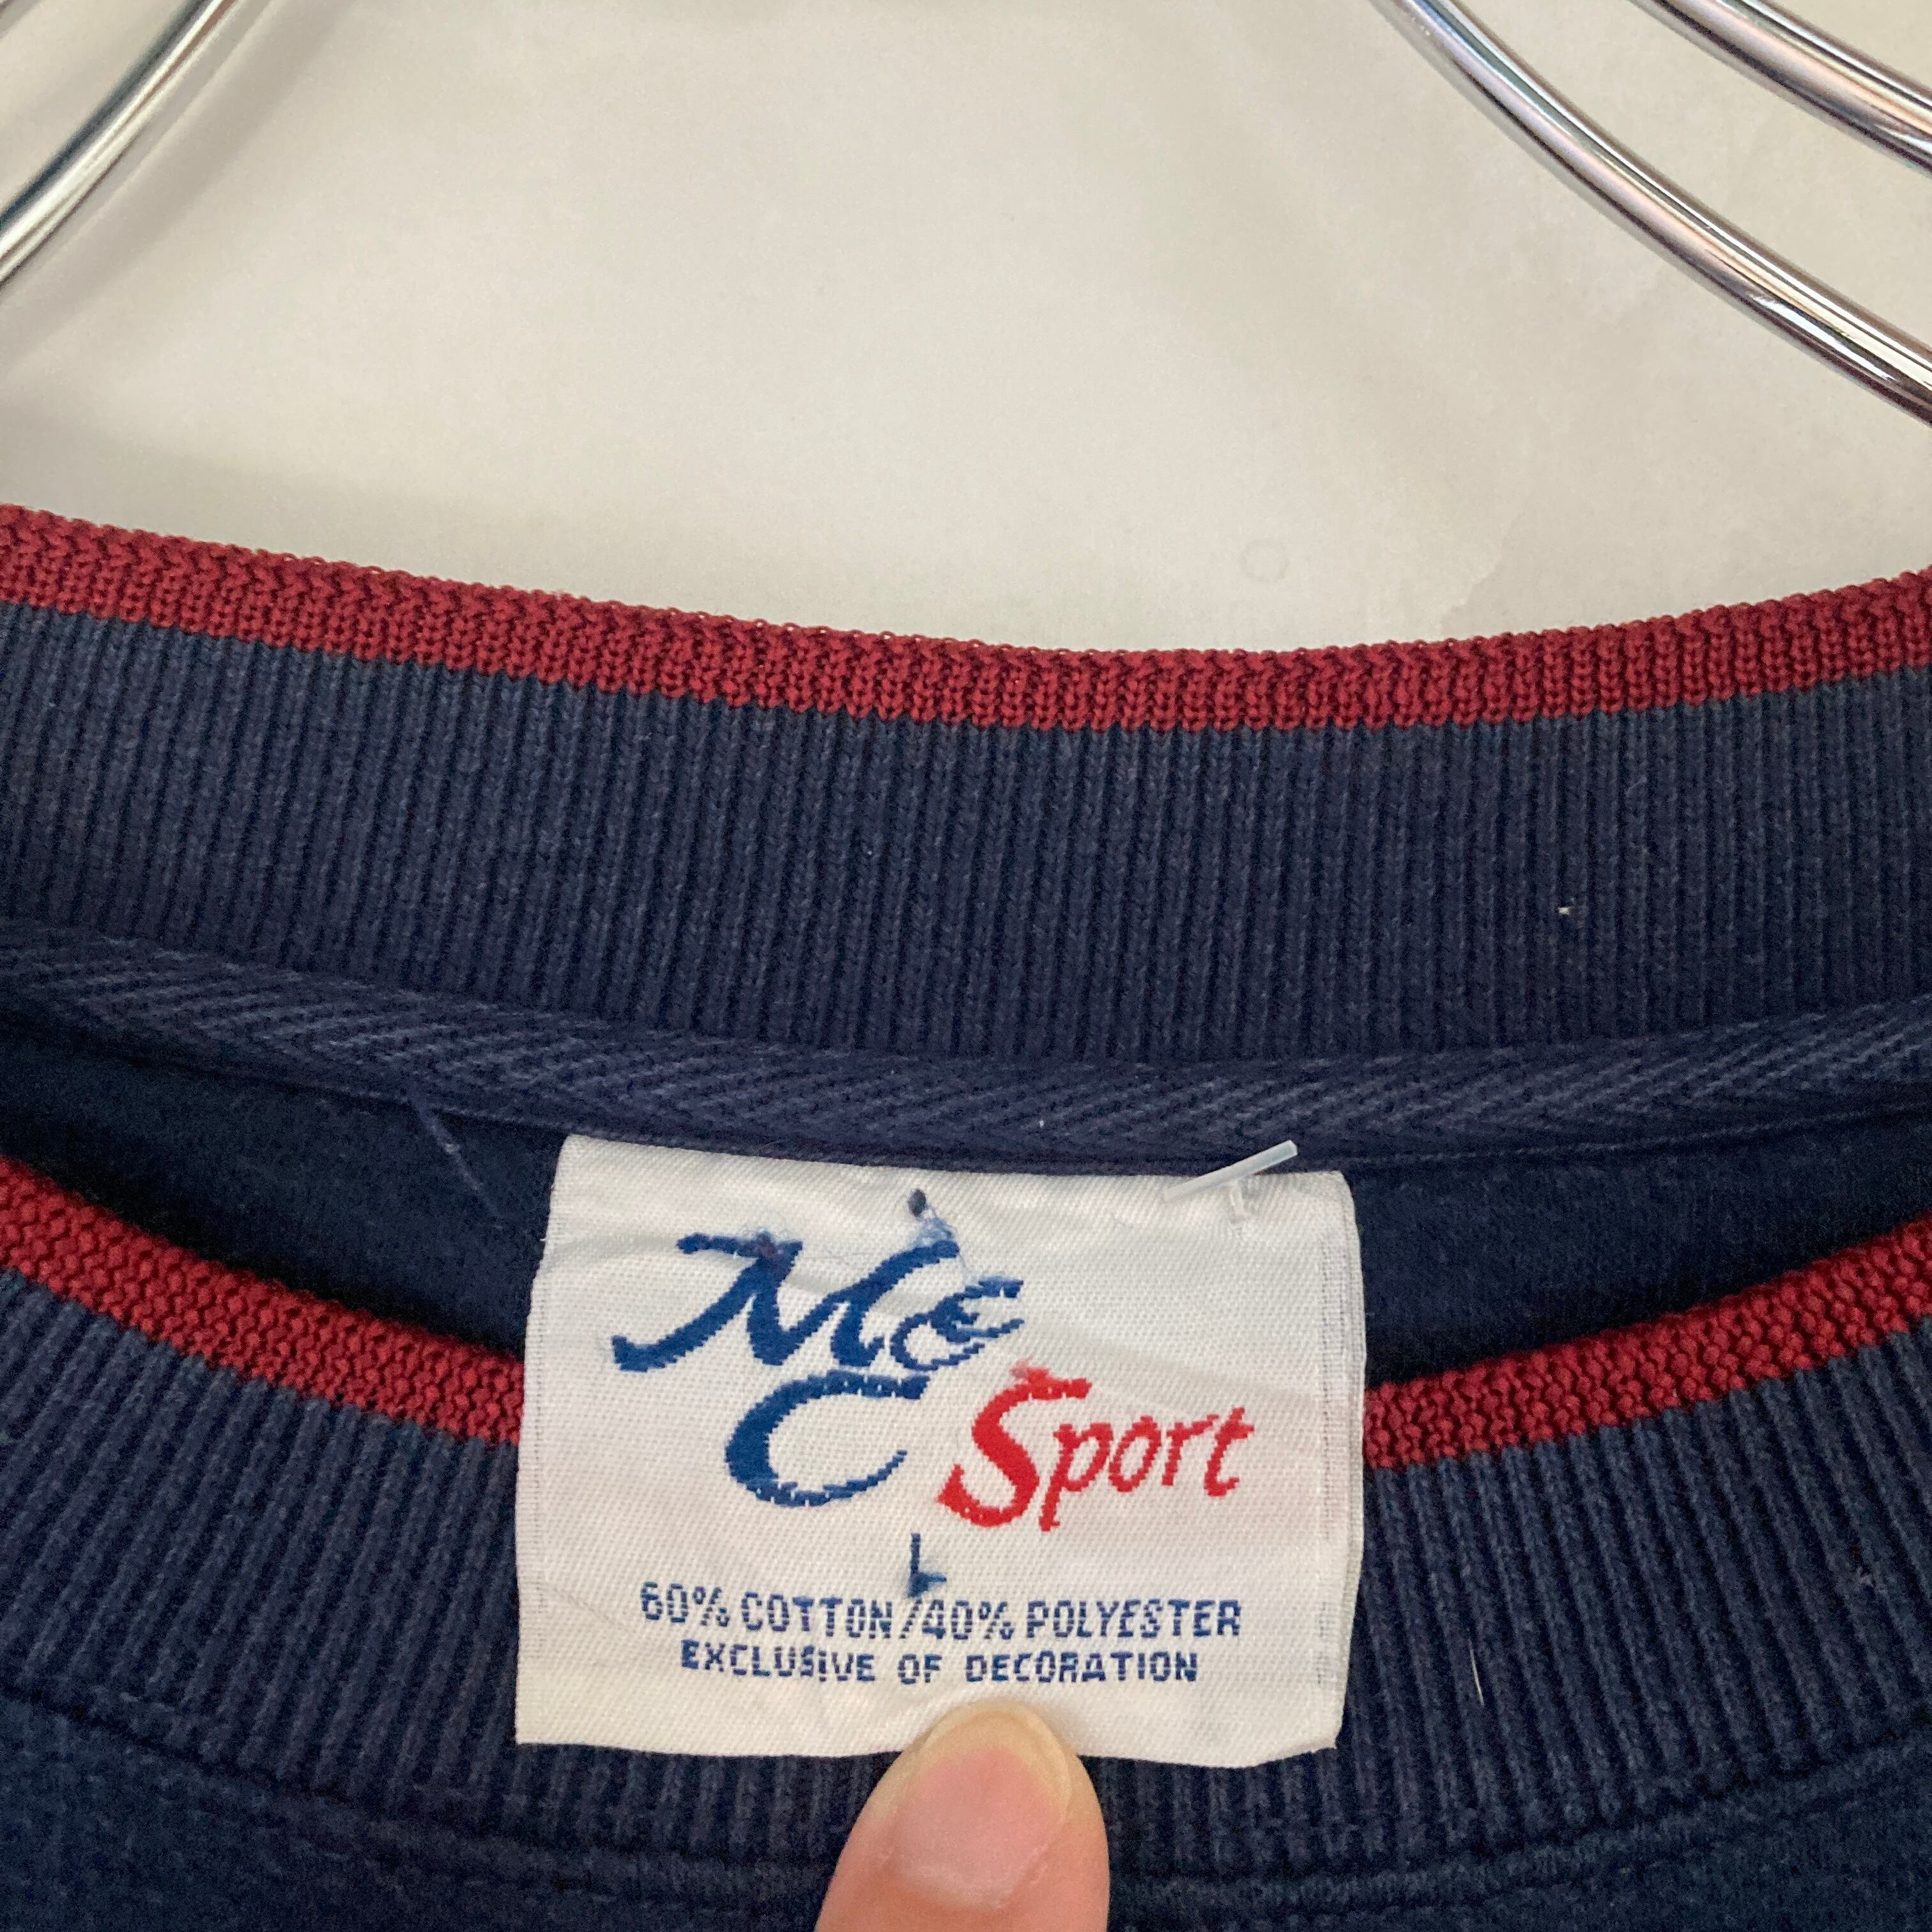 Mc
C Sport
L
60% COTTON/40% POLYESTER
EXCLUSIVE OF DECORATION